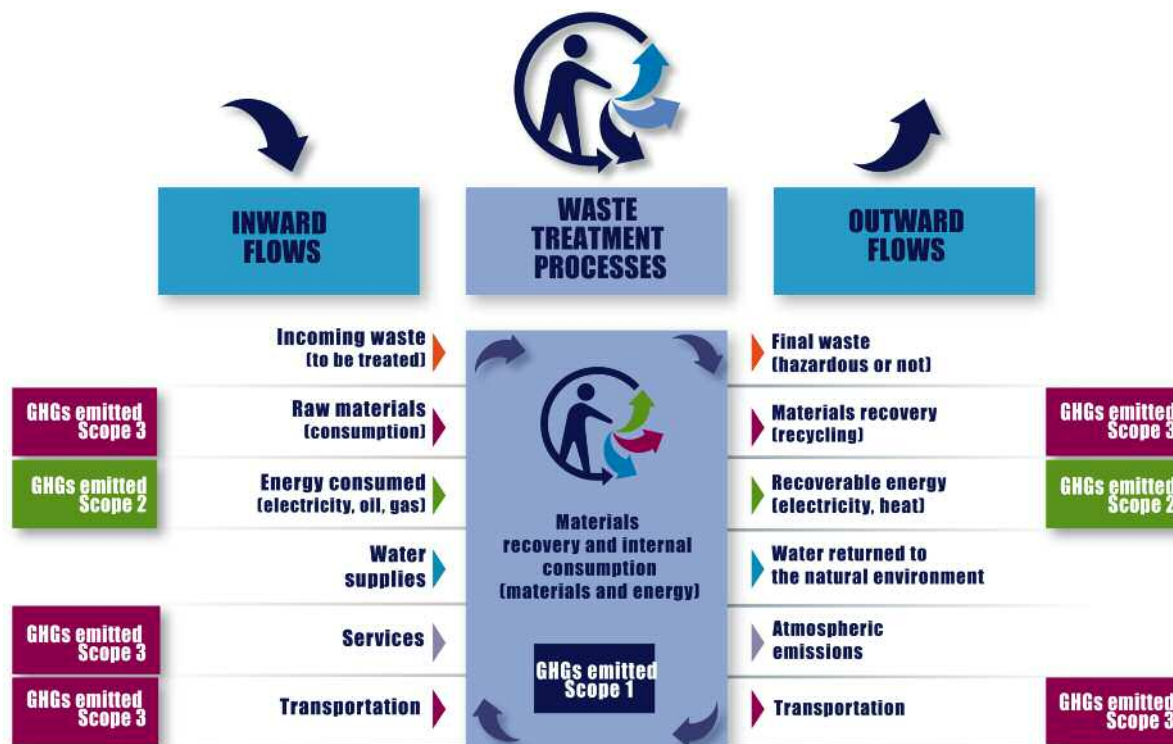 INWARD
FLOWS
WASTE
TREATMENT
PROCESSES
OUTWARD
FLOWS
Incoming waste
(to be treated)
Final waste
(hazardous or not)
GHGs emitted
Scope 3
Raw materials
(consumption)
Materials recovery
(recycling)
GHGs emitted
Scope 3
GHGs emitted
Scope 2
Energy consumed
(electricity, oil, gas)
Recoverable energy
(electricity, heat)
GHGs emitted
Scope 2
Materials
recovery and internal
consumption
(materials and energy)
Water
supplies
Water returned to
the natural environment
GHGs emitted
Scope 3
Services
Atmospheric
emissions
GHGs emitted
Scope 1
GHGs emitted
Scope 3
Transportation
Transportation
GHGs emitted
Scope 3